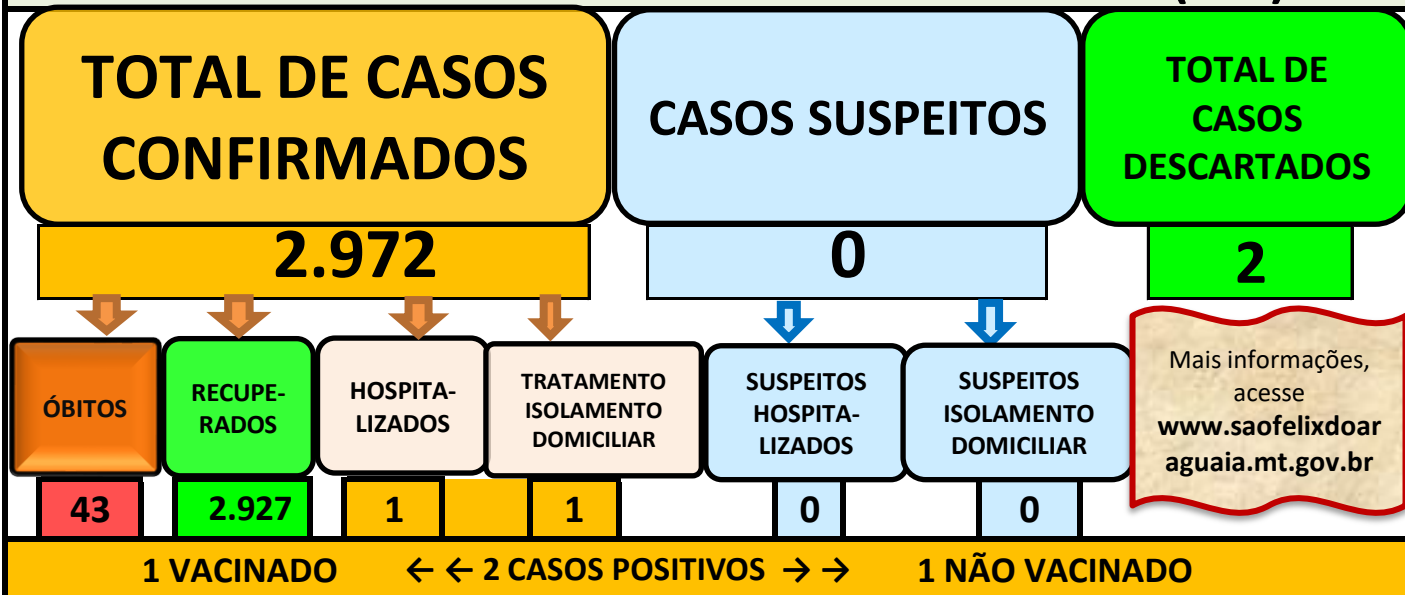 TOTAL DE CASOS
CONFIRMADOS
CASOS SUSPEITOS
TOTAL DE
CASOS
DESCARTADOS
2.972
0
2
ÓBITOS
RECUPE-
RADOS
HOSPITA-
LIZADOS
TRATAMENTO
ISOLAMENTO
DOMICILIAR
SUSPEITOS
HOSPITA-
LIZADOS
SUSPEITOS
ISOLAMENTO
DOMICILIAR
Mais informações,
acesse
www.saofelixdoar
aguaia.mt.gov.br
43
2.927
1
1
0
0
1 VACINADO ← ← 2 CASOS POSITIVOS → → 1 NÃO VACINADO